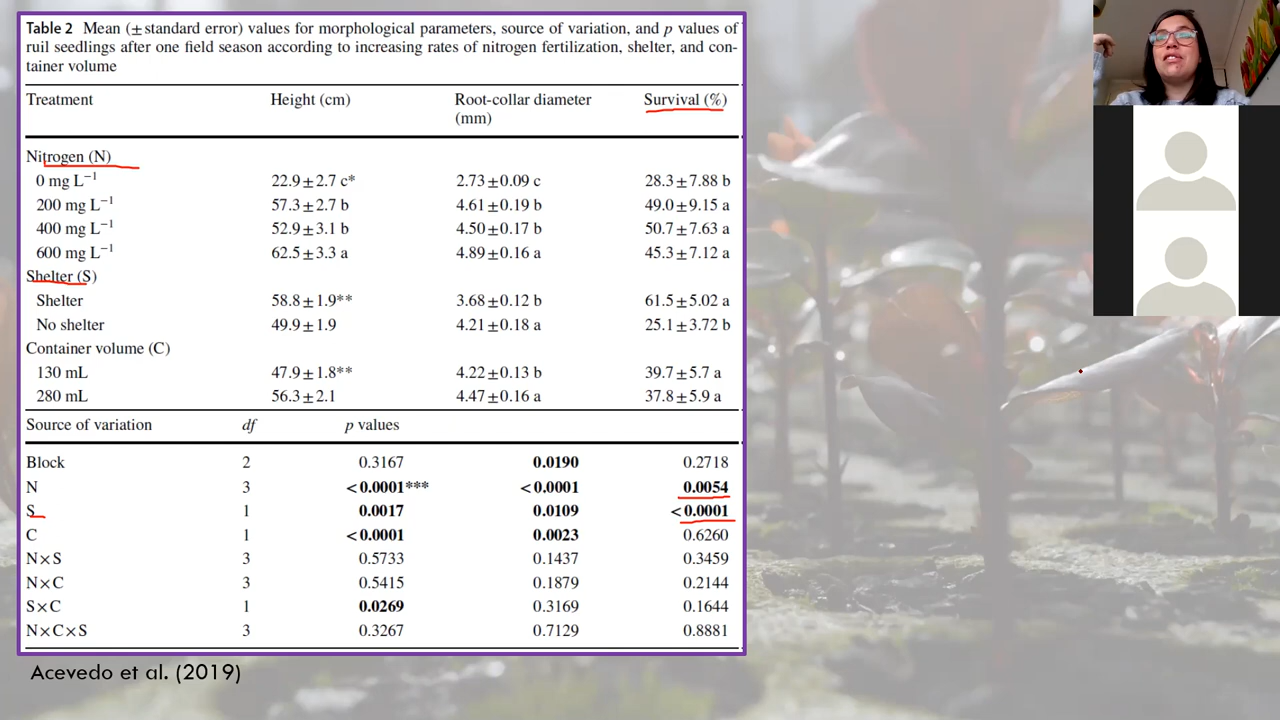 Table 2 Mean (±standard error) values for morphological parameters, source of variation, and p values of
ruil seedlings after one field season according to increasing rates of nitrogen fertilization, shelter, and con-
tainer volume
Treatment Height (cm) Root-collar diameter (mm) Survival (%)
Nitrogen (N)
0 mg L⁻¹ 22.9±2.7 c* 2.73±0.09 c 28.3±7.88 b
200 mg L⁻¹ 57.3±2.7 b 4.61±0.19 b 49.0±9.15 a
400 mg L⁻¹ 52.9±3.1 b 4.50±0.17 b 50.7±7.63 a
600 mg L⁻¹ 62.5±3.3 a 4.89±0.16 a 45.3±7.12 a
Shelter (S)
Shelter 58.8±1.9** 3.68±0.12 b 61.5±5.02 a
No shelter 49.9±1.9 4.21±0.18 a 25.1±3.72 b
Container volume (C)
130 mL 47.9±1.8** 4.22±0.13 b 39.7±5.7 a
280 mL 56.3±2.1 4.47±0.16 a 37.8±5.9 a
Source of variation df p values
Block 2 0.3167 0.0190 0.2718
N 3 <0.0001*** <0.0001 0.0054
S 1 0.0017 0.0109 <0.0001
C 1 <0.0001 0.0023 0.6260
N×S 3 0.5733 0.1437 0.3459
N×C 3 0.5415 0.1879 0.2144
S×C 1 0.0269 0.3169 0.1644
N×C×S 3 0.3267 0.7129 0.8881
Acevedo et al. (2019)